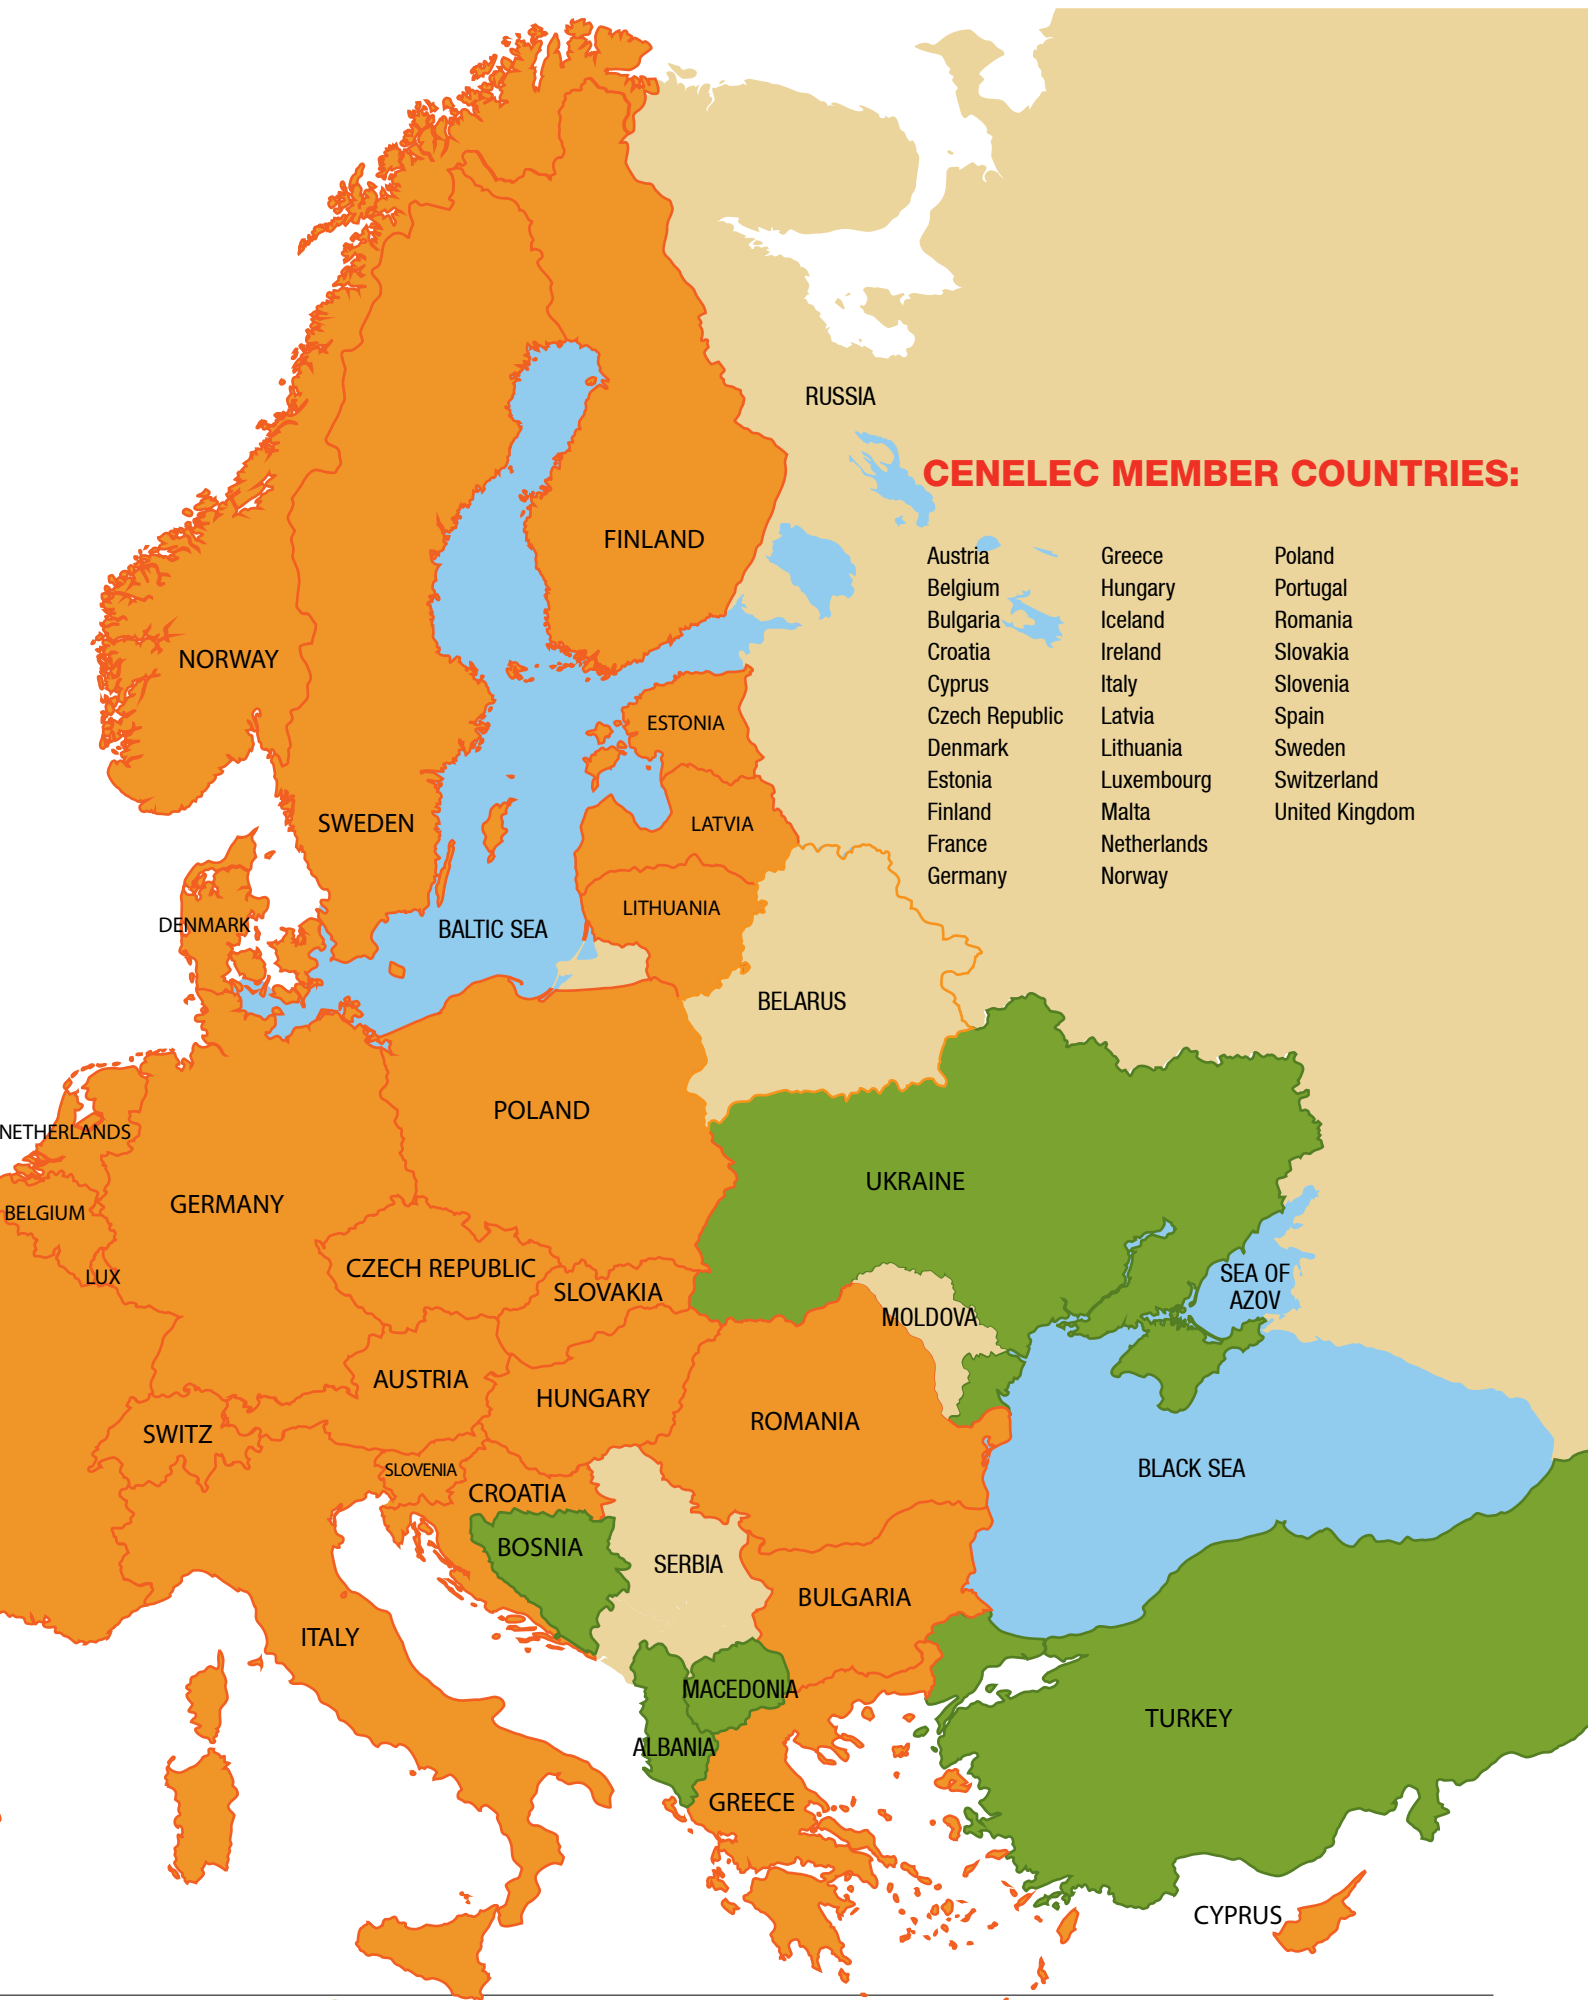 RUSSIA
CENELEC MEMBER COUNTRIES:
Austria
Belgium
Bulgaria
Croatia
Cyprus
Czech Republic
Denmark
Estonia
Finland
France
Germany
Greece
Hungary
Iceland
Ireland
Italy
Latvia
Lithuania
Luxembourg
Malta
Netherlands
Norway
Poland
Portugal
Romania
Slovakia
Slovenia
Spain
Sweden
Switzerland
United Kingdom
FINLAND
NORWAY
ESTONIA
SWEDEN
LATVIA
LITHUANIA
DENMARK
BALTIC SEA
BELARUS
POLAND
NETHERLANDS
UKRAINE
GERMANY
BELGIUM
CZECH REPUBLIC
LUX
SLOVAKIA
SEA OF
AZOV
MOLDOVA
AUSTRIA
HUNGARY
ROMANIA
SWITZ
SLOVENIA
BLACK SEA
CROATIA
BOSNIA
SERBIA
BULGARIA
ITALY
MACEDONIA
TURKEY
ALBANIA
GREECE
CYPRUS